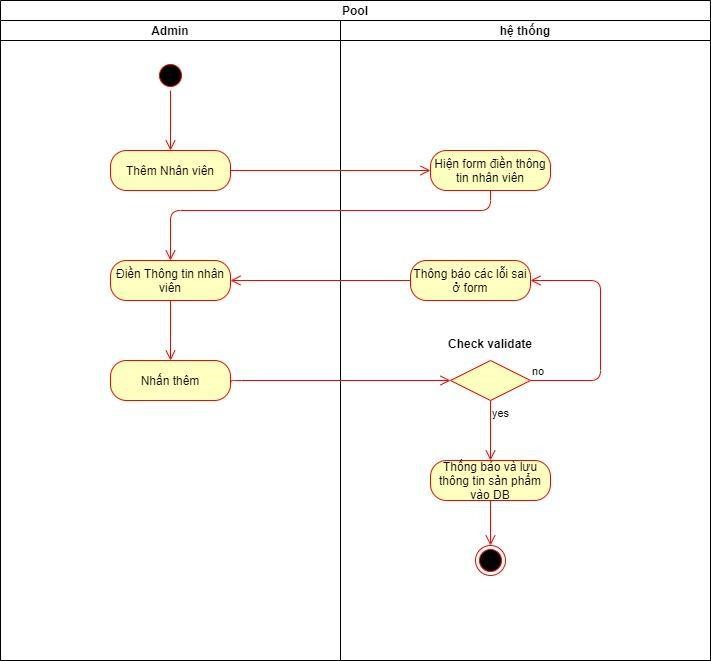 Pool
Admin
hệ thống
Thêm Nhân viên
Hiện form điền thông
tin nhân viên
Điền Thông tin nhân
viên
Thông báo các lỗi sai
ở form
Check validate
Nhấn thêm
no
yes
Thống báo và lưu
thông tin sản phẩm
vào DB